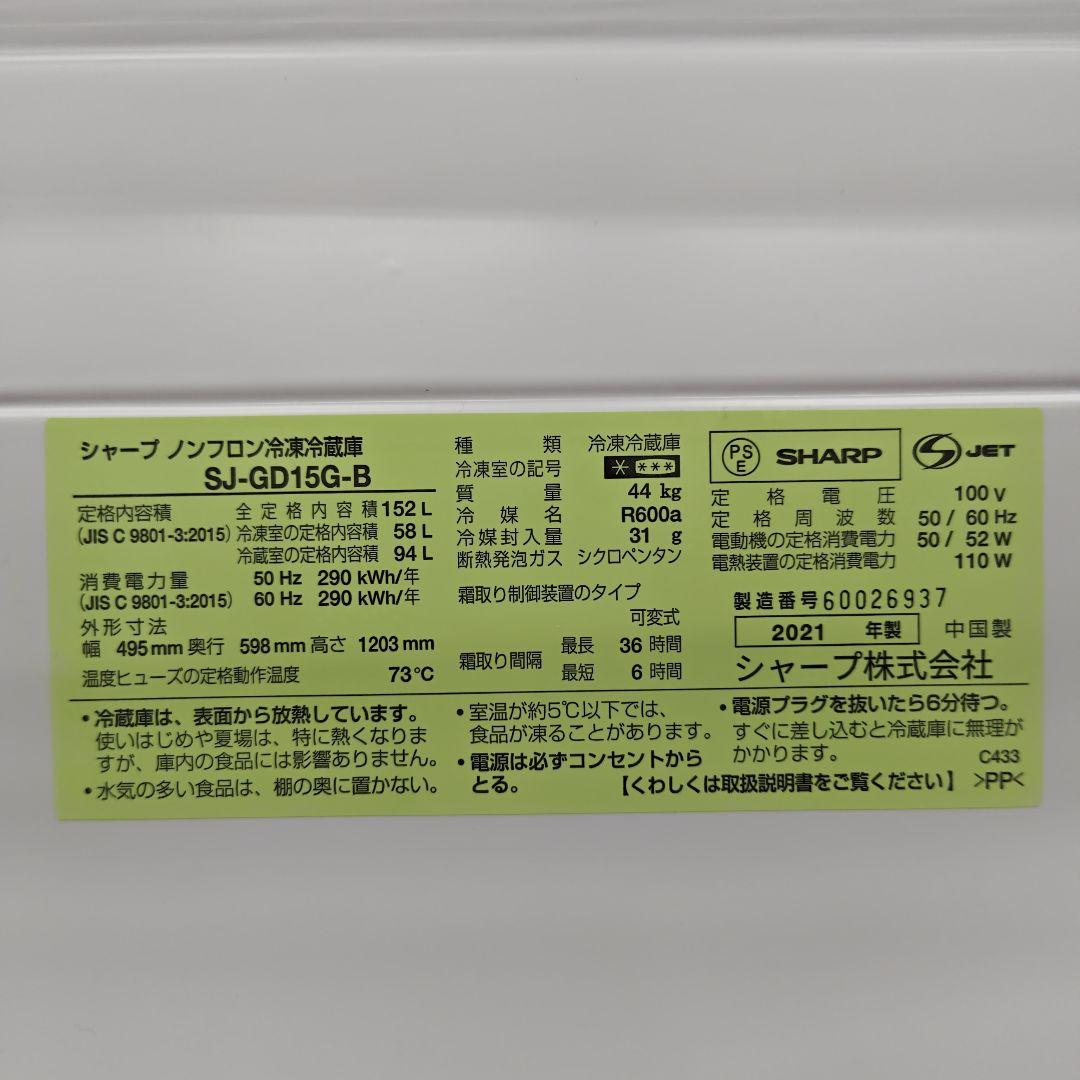 シャープ ノンフロン冷凍冷蔵庫
SJ-GD15G-B
定格内容積 全定格内容積 152 L
(JIS C 9801-3:2015) 冷凍室の定格内容積 58 L
冷蔵室の定格内容積 94 L
消費電力量 50 Hz 290 kWh/年
(JIS C 9801-3:2015) 60 Hz 290 kWh/年
外形寸法
幅 495 mm 奥行 598 mm 高さ 1203 mm
温度ヒューズの定格動作温度 73℃
種類 冷凍冷蔵庫
冷凍室の記号 * ***
質量 44 kg
冷媒名 R600a
冷媒封入量 31 g
断熱発泡ガス シクロペンタン
霜取り制御装置のタイプ
可変式
霜取り間隔 最長 36 時間
最短 6 時間
PS
E
SHARP
S JET
定格電圧 100 V
定格周波数 50 / 60 Hz
電動機の定格消費電力 50 / 52 W
電熱装置の定格消費電力 110 W
製造番号 60026937
2021 年製 中国製
シャープ株式会社
・冷蔵庫は、表面から放熱しています。
使いはじめや夏場は、特に熱くなりま
すが、庫内の食品には影響ありません。
・水気の多い食品は、棚の奥に置かない。
・室温が約5℃以下では、
食品が凍ることがあります。
・電源は必ずコンセントから
とる。
・電源プラグを抜いたら6分待つ。
すぐに差し込むと冷蔵庫に無理が
かかります。
C433
【くわしくは取扱説明書をご覧ください】 >PP<